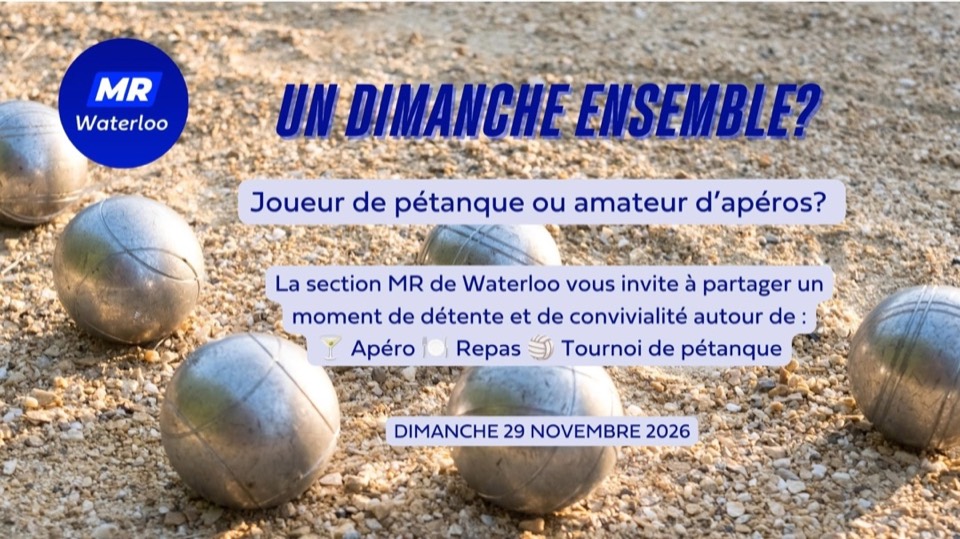 MR
Waterloo
UN DIMANCHE ENSEMBLE?
Joueur de pétanque ou amateur d’apéros?
La section MR de Waterloo vous invite à partager un
moment de détente et de convivialité autour de :
🍸 Apéro 🍽️ Repas 🏐 Tournoi de pétanque
DIMANCHE 29 NOVEMBRE 2026